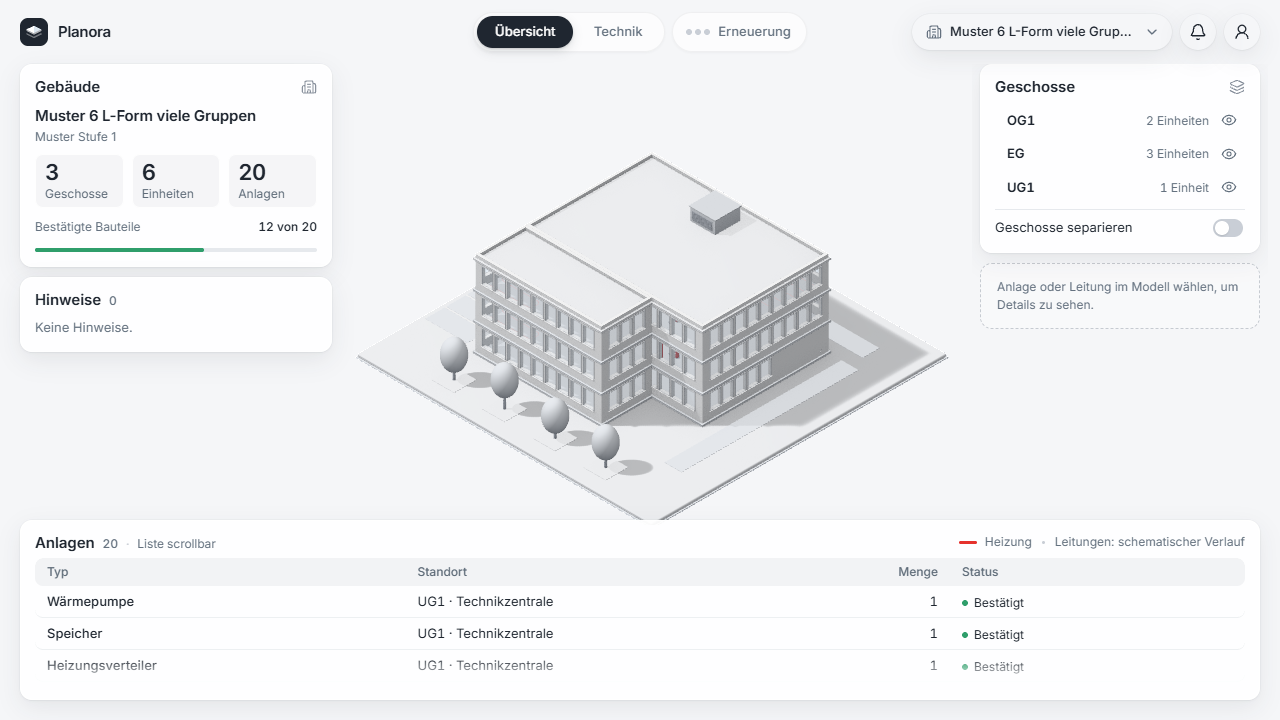 Planora
Übersicht
Technik
Erneuerung
Muster 6 L-Form viele Grup...
Gebäude
Muster 6 L-Form viele Gruppen
Muster Stufe 1
3
Geschosse
6
Einheiten
20
Anlagen
Bestätigte Bauteile 12 von 20
Hinweise 0
Keine Hinweise.
Geschosse
OG1 2 Einheiten
EG 3 Einheiten
UG1 1 Einheit
Geschosse separieren
Anlage oder Leitung im Modell wählen, um
Details zu sehen.
Anlagen 20 · Liste scrollbar
Heizung · Leitungen: schematischer Verlauf
Typ Standort Menge Status
Wärmepumpe UG1 · Technikzentrale 1 Bestätigt
Speicher UG1 · Technikzentrale 1 Bestätigt
Heizungsverteiler UG1 · Technikzentrale 1 Bestätigt